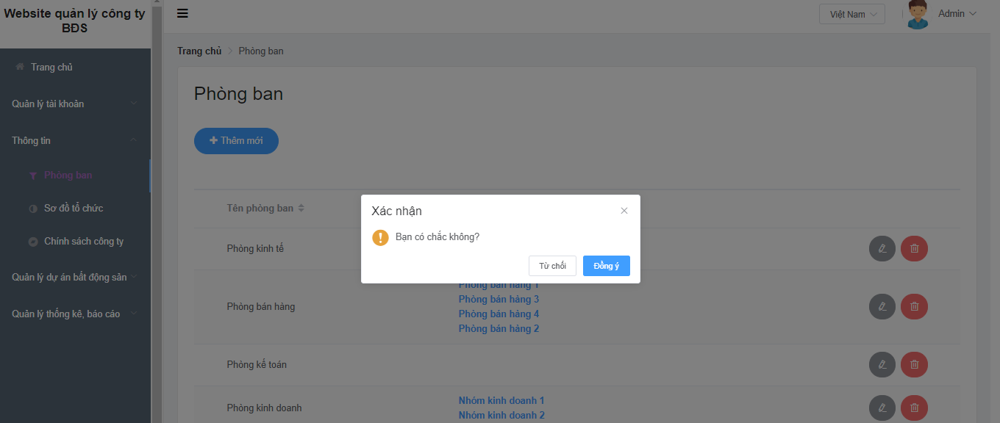 Website quản lý công ty
BĐS
Việt Nam
Admin
Trang chủ
Quản lý tài khoản
Thông tin
Phòng ban
Sơ đồ tổ chức
Chính sách công ty
Quản lý dự án bất động sản
Quản lý thống kê, báo cáo
Trang chủ > Phòng ban
Phòng ban
Thêm mới
Tên phòng ban
Xác nhận
Bạn có chắc không?
Từ chối
Đồng ý
Phòng kinh tế
Phòng bán hàng
Phòng bán hàng 1
Phòng bán hàng 3
Phòng bán hàng 4
Phòng bán hàng 2
Phòng kế toán
Phòng kinh doanh
Nhóm kinh doanh 1
Nhóm kinh doanh 2